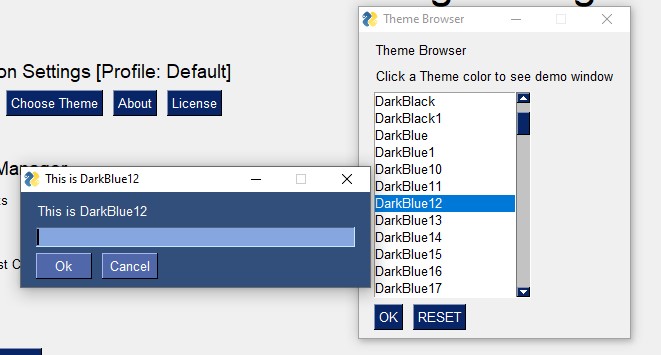 Theme Browser
Theme Browser
Click a Theme color to see demo window
on Settings [Profile: Default]
Choose Theme
About
License
DarkBlack
DarkBlack1
DarkBlue
DarkBlue1
DarkBlue10
DarkBlue11
DarkBlue12
DarkBlue13
DarkBlue14
DarkBlue15
DarkBlue16
DarkBlue17
OK
RESET
Manager
This is DarkBlue12
This is DarkBlue12
Ok
Cancel
ts
st C